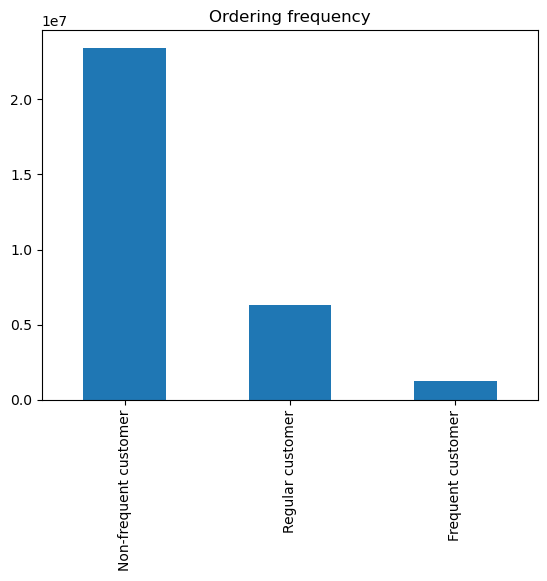 Ordering frequency
1e7
2.0
1.5
1.0
0.5
0.0
Non-frequent customer
Regular customer
Frequent customer